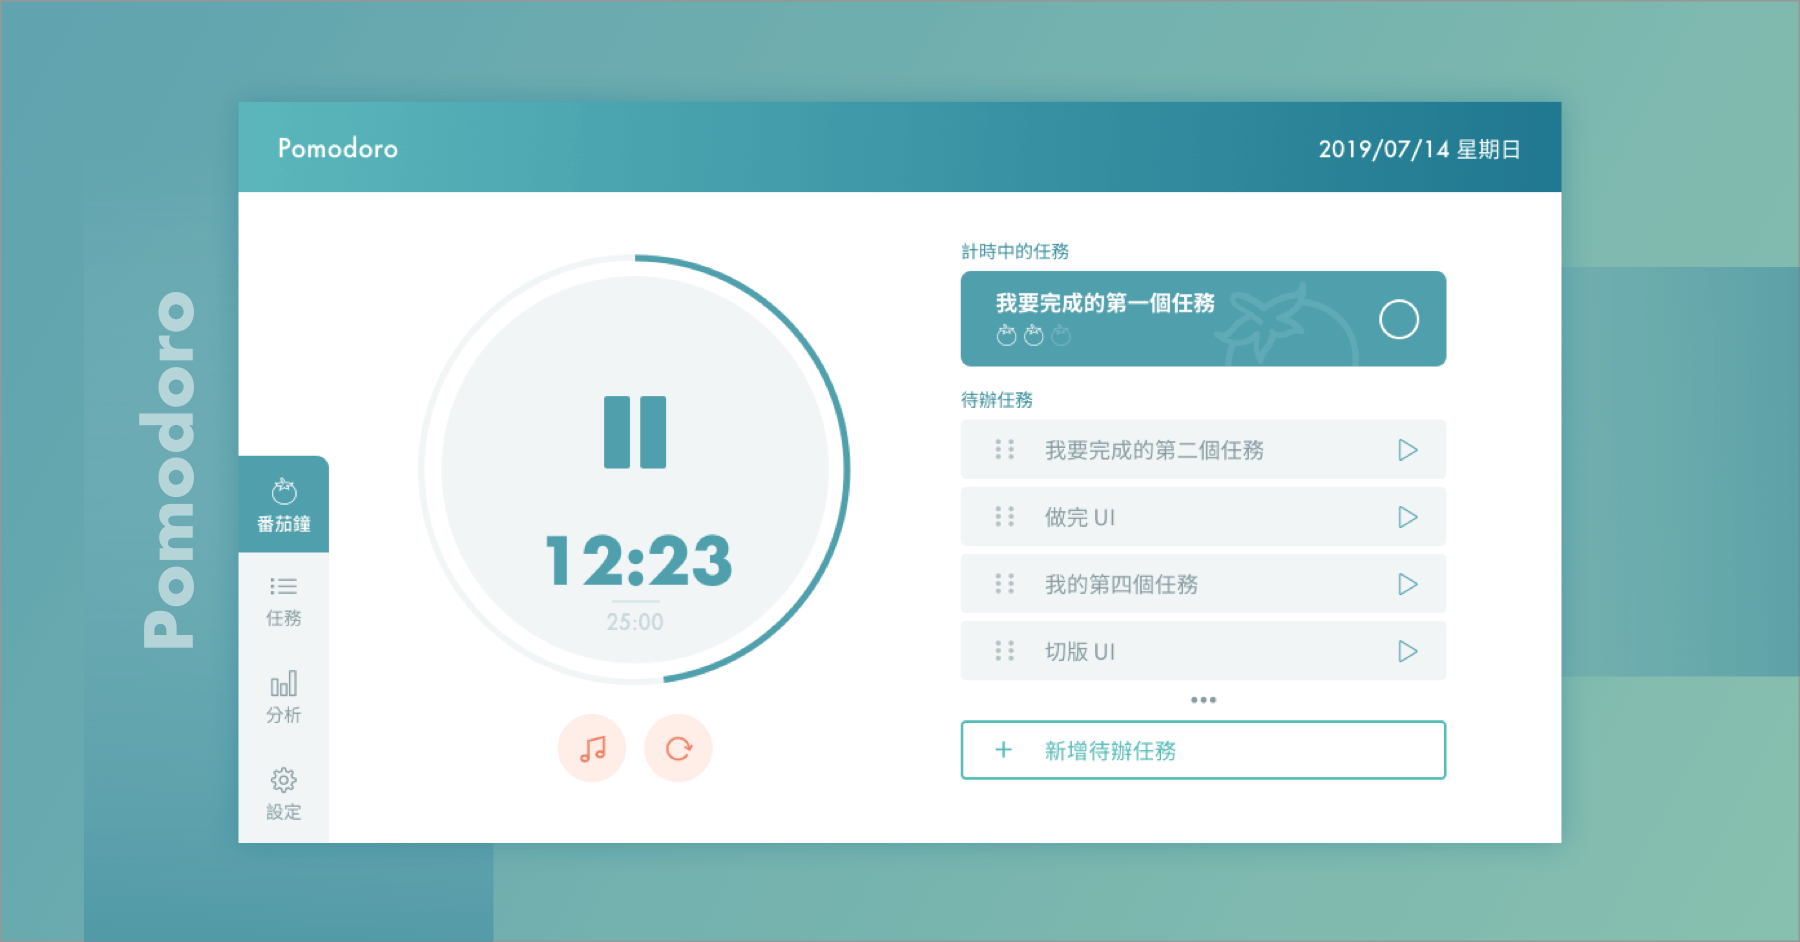 Pomodoro
Pomodoro
2019/07/14 星期日
番茄鐘
任務
分析
設定
12:23
25:00
計時中的任務
我要完成的第一個任務
待辦任務
我要完成的第二個任務
做完 UI
我的第四個任務
切版 UI
•••
+ 新增待辦任務